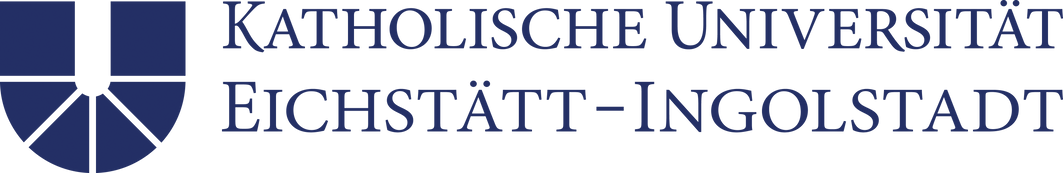 KATHOLISCHE UNIVERSITÄT
EICHSTÄTT-INGOLSTADT